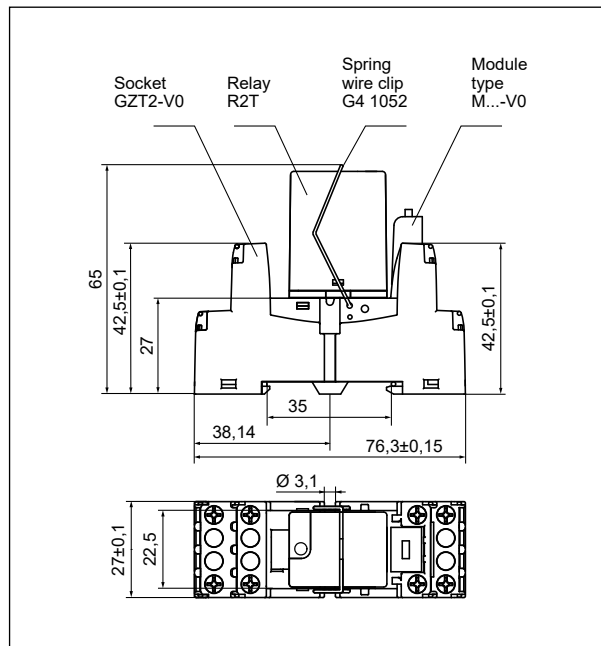 Socket
GZT2-V0
Relay
R2T
Spring
wire clip
G4 1052
Module
type
M...-V0
65
42,5±0,1
27
42,5±0,1
35
38,14
76,3±0,15
Ø 3,1
27±0,1
22,5